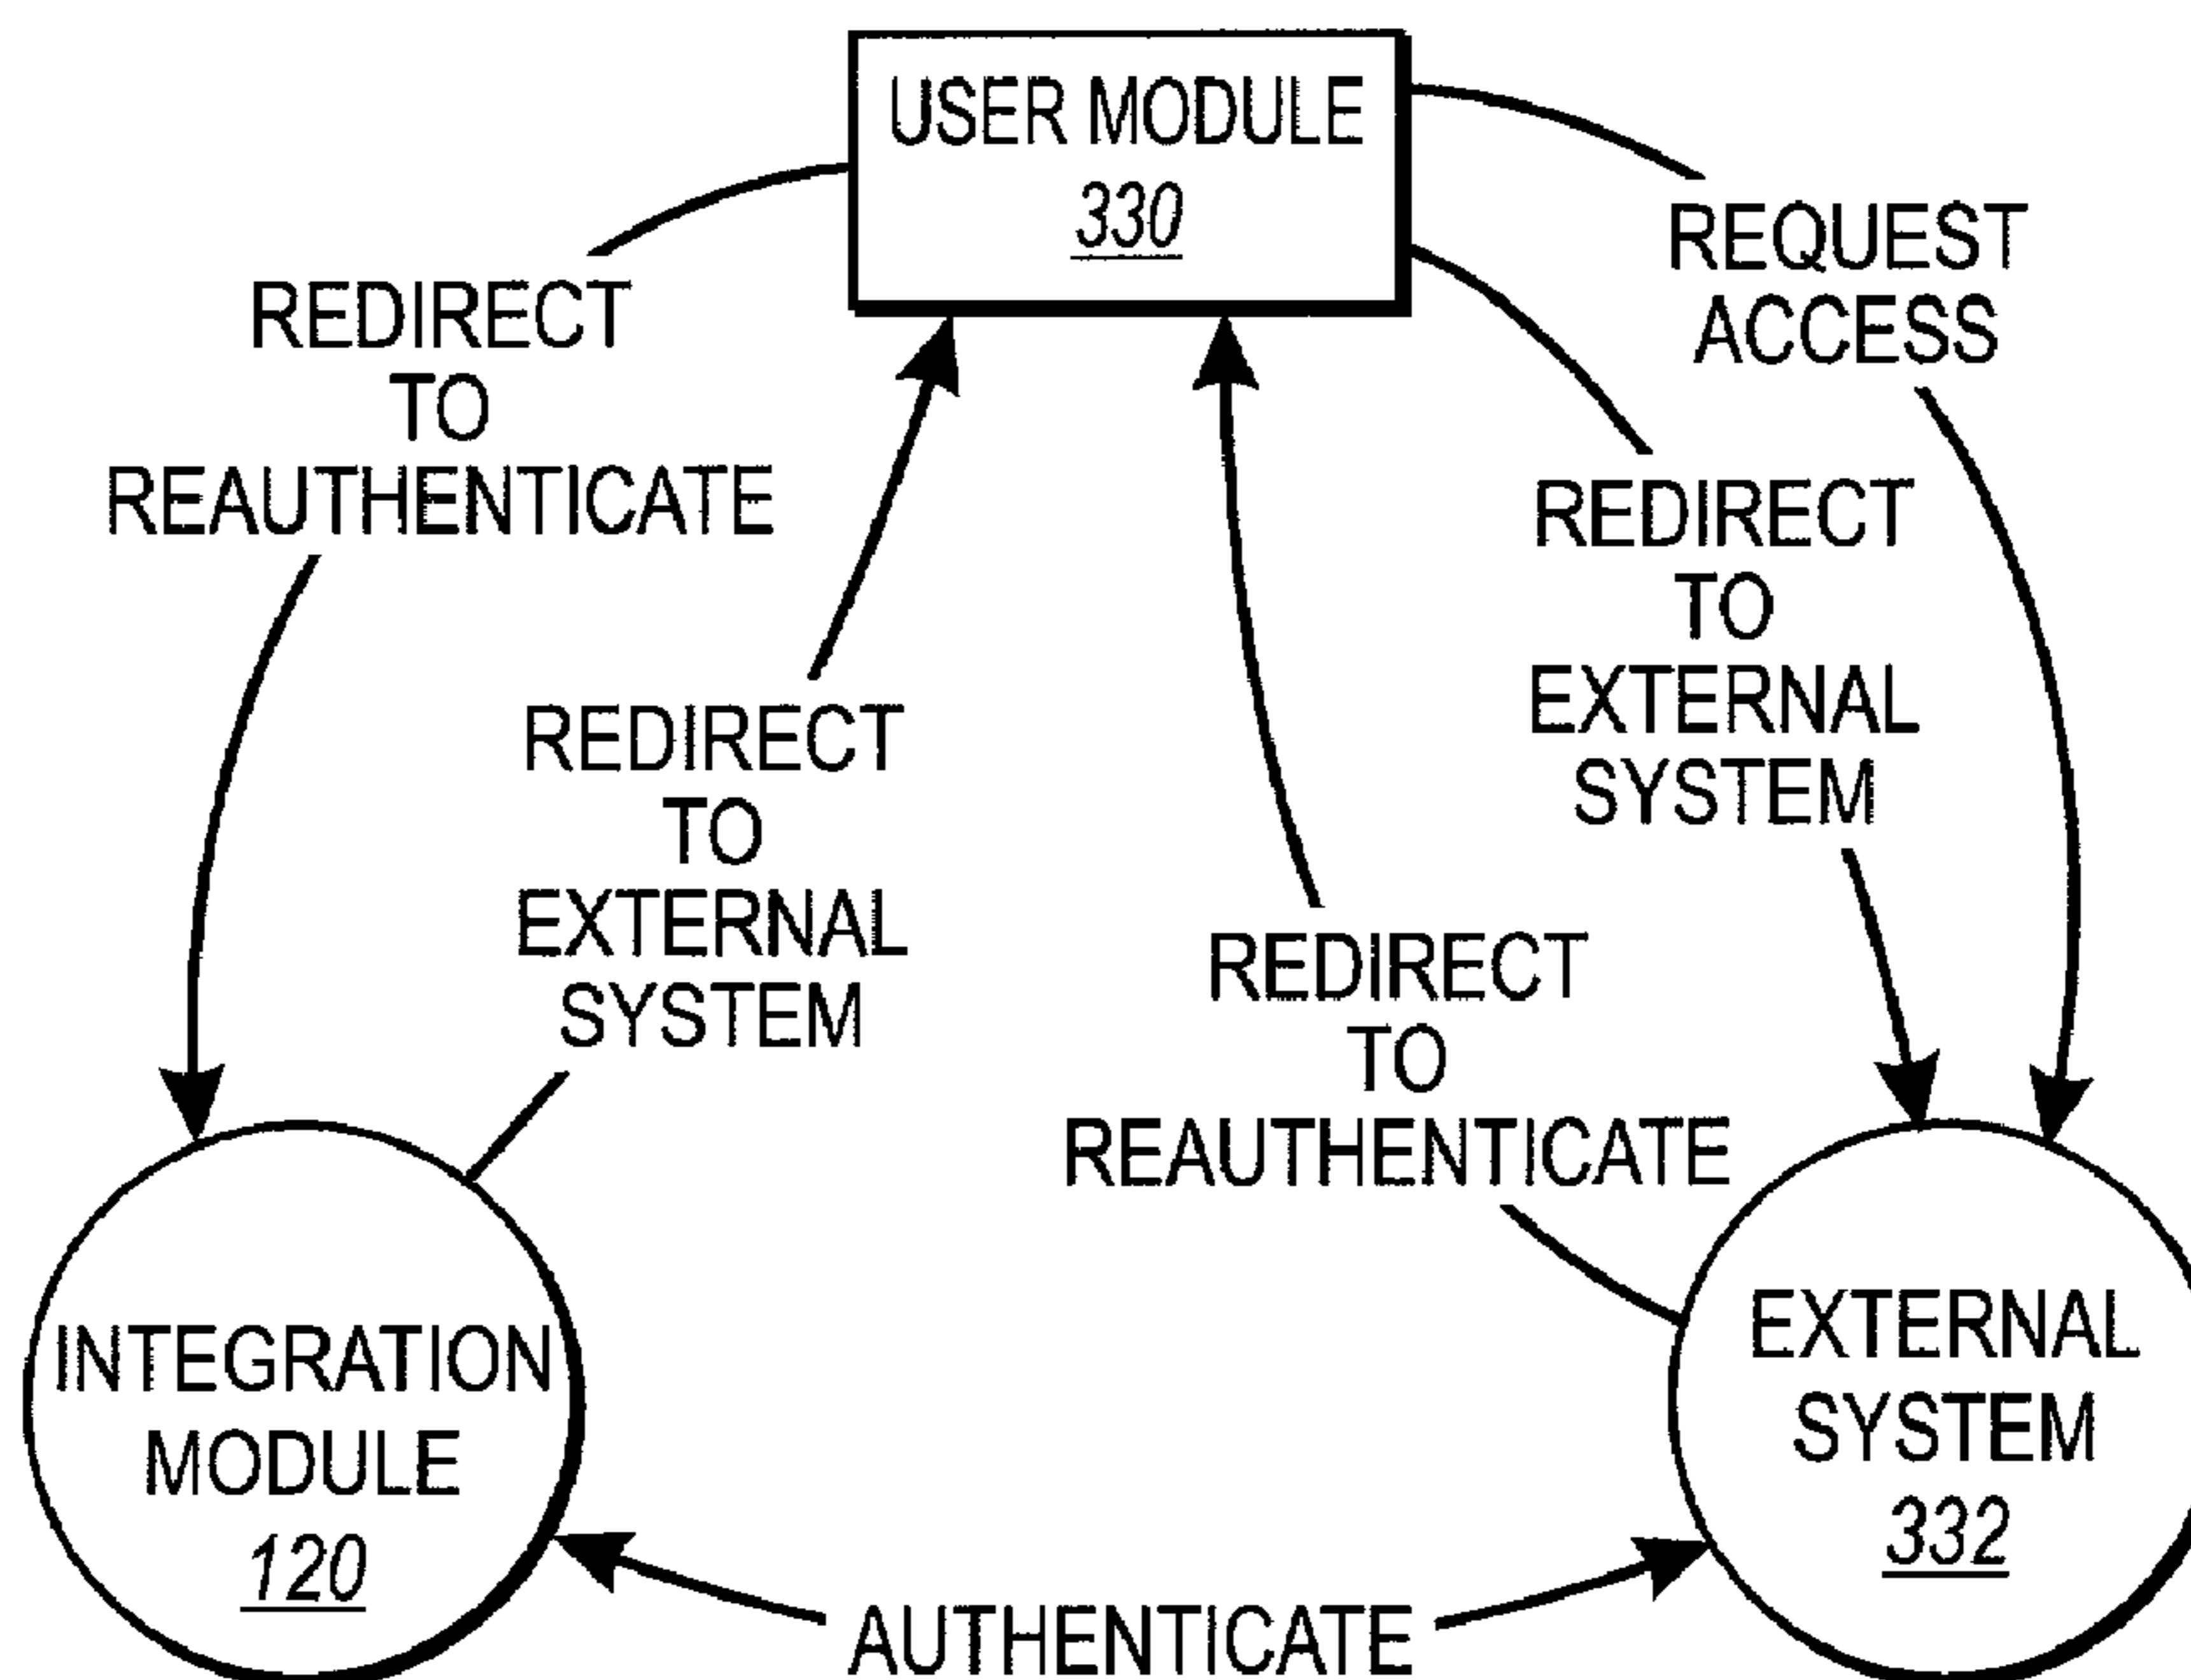 USER MODULE
330
REQUEST
ACCESS
REDIRECT
TO
REAUTHENTICATE
REDIRECT
TO
EXTERNAL
SYSTEM
REDIRECT
TO
EXTERNAL
SYSTEM
REDIRECT
TO
REAUTHENTICATE
INTEGRATION
MODULE
120
EXTERNAL
SYSTEM
332
AUTHENTICATE